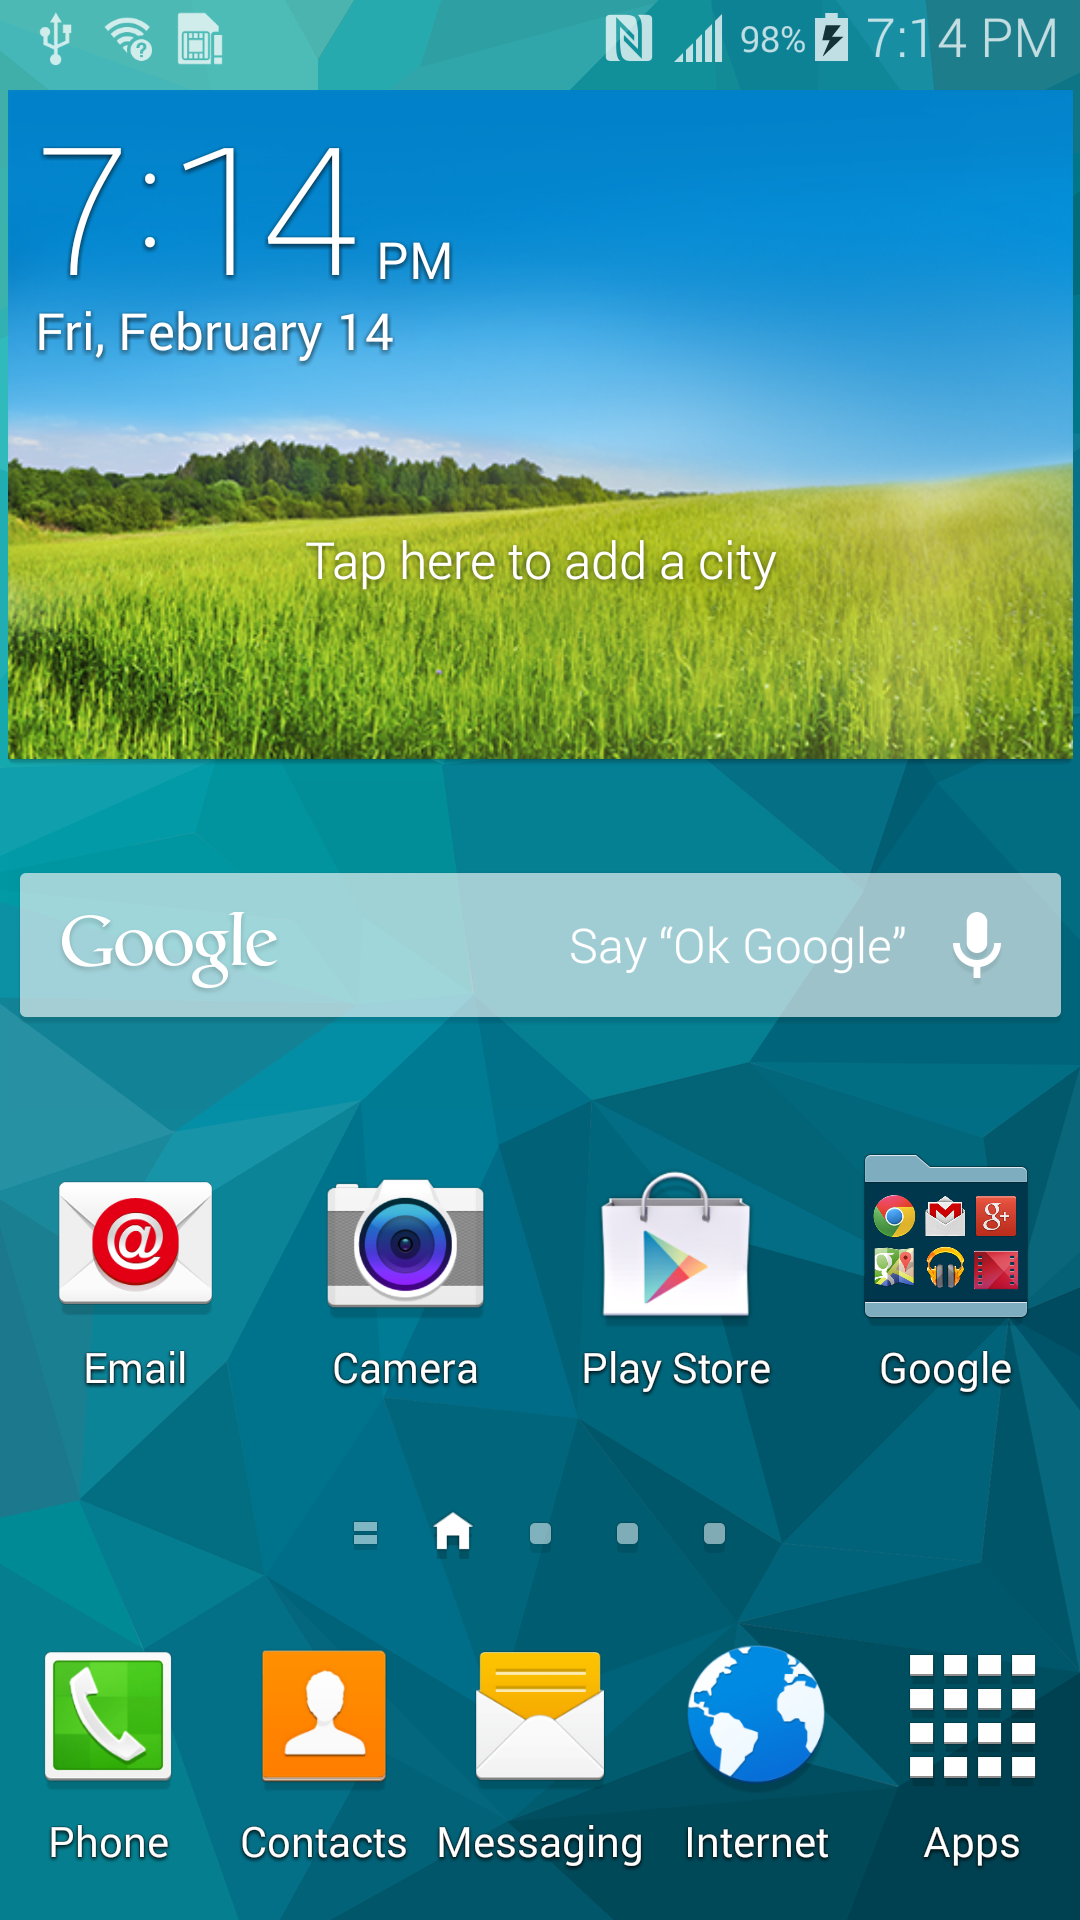 98% 7:14 PM
7:14 PM
Fri, February 14
Tap here to add a city
Google Say “Ok Google”
Email Camera Play Store Google
Phone Contacts Messaging Internet Apps